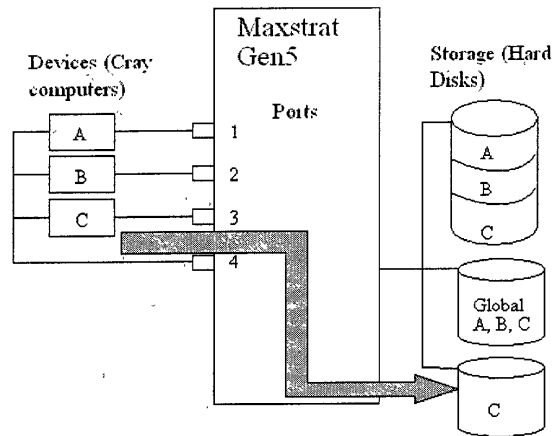 Maxstrat
Gen5
Devices (Cray
computers)
Storage (Hard
Disks)
Ports
A
1
B
2
C
3
4
A
B
C
Global
A, B, C
C